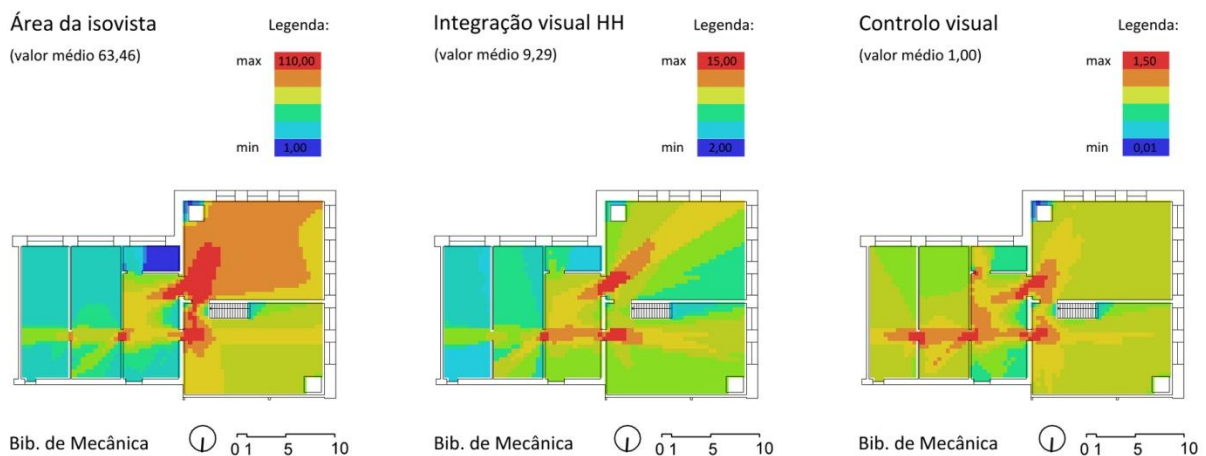 Área da isovista
Legenda:
(valor médio 63,46)
max
110,00
min
1,00
Bib. de Mecânica
0 1 5 10
Integração visual HH
Legenda:
(valor médio 9,29)
max
15,00
min
2,00
Bib. de Mecânica
0 1 5 10
Controlo visual
Legenda:
(valor médio 1,00)
max
1,50
min
0,01
Bib. de Mecânica
0 1 5 10